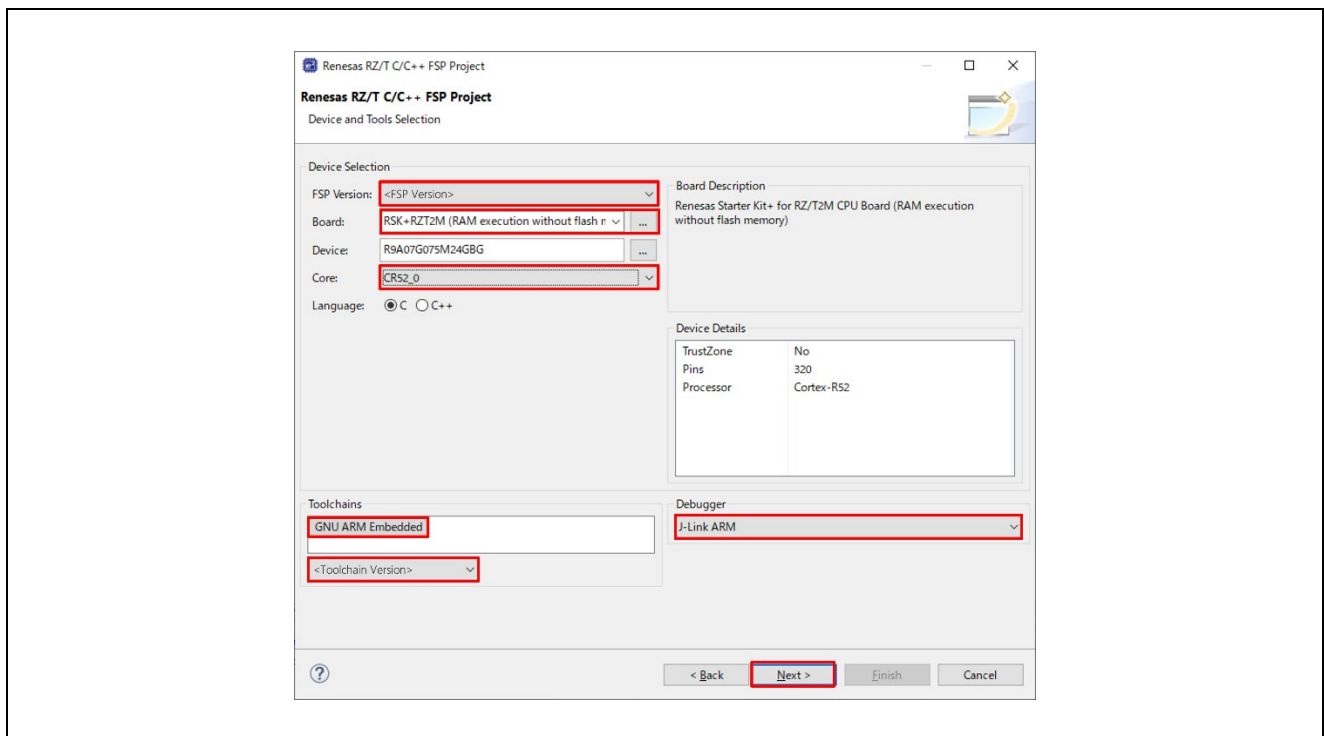 Renesas RZ/T C/C++ FSP Project
Renesas RZ/T C/C++ FSP Project
Device and Tools Selection
Device Selection
FSP Version: <FSP Version>
Board: RSK+RZT2M (RAM execution without flash r ...
Device: R9A07G075M24GBG ...
Core: CR52_0
Language: C C++
Board Description
Renesas Starter Kit+ for RZ/T2M CPU Board (RAM execution
without flash memory)
Device Details
TrustZone No
Pins 320
Processor Cortex-R52
Toolchains
GNU ARM Embedded
<Toolchain Version>
Debugger
J-Link ARM
? < Back Next > Finish Cancel